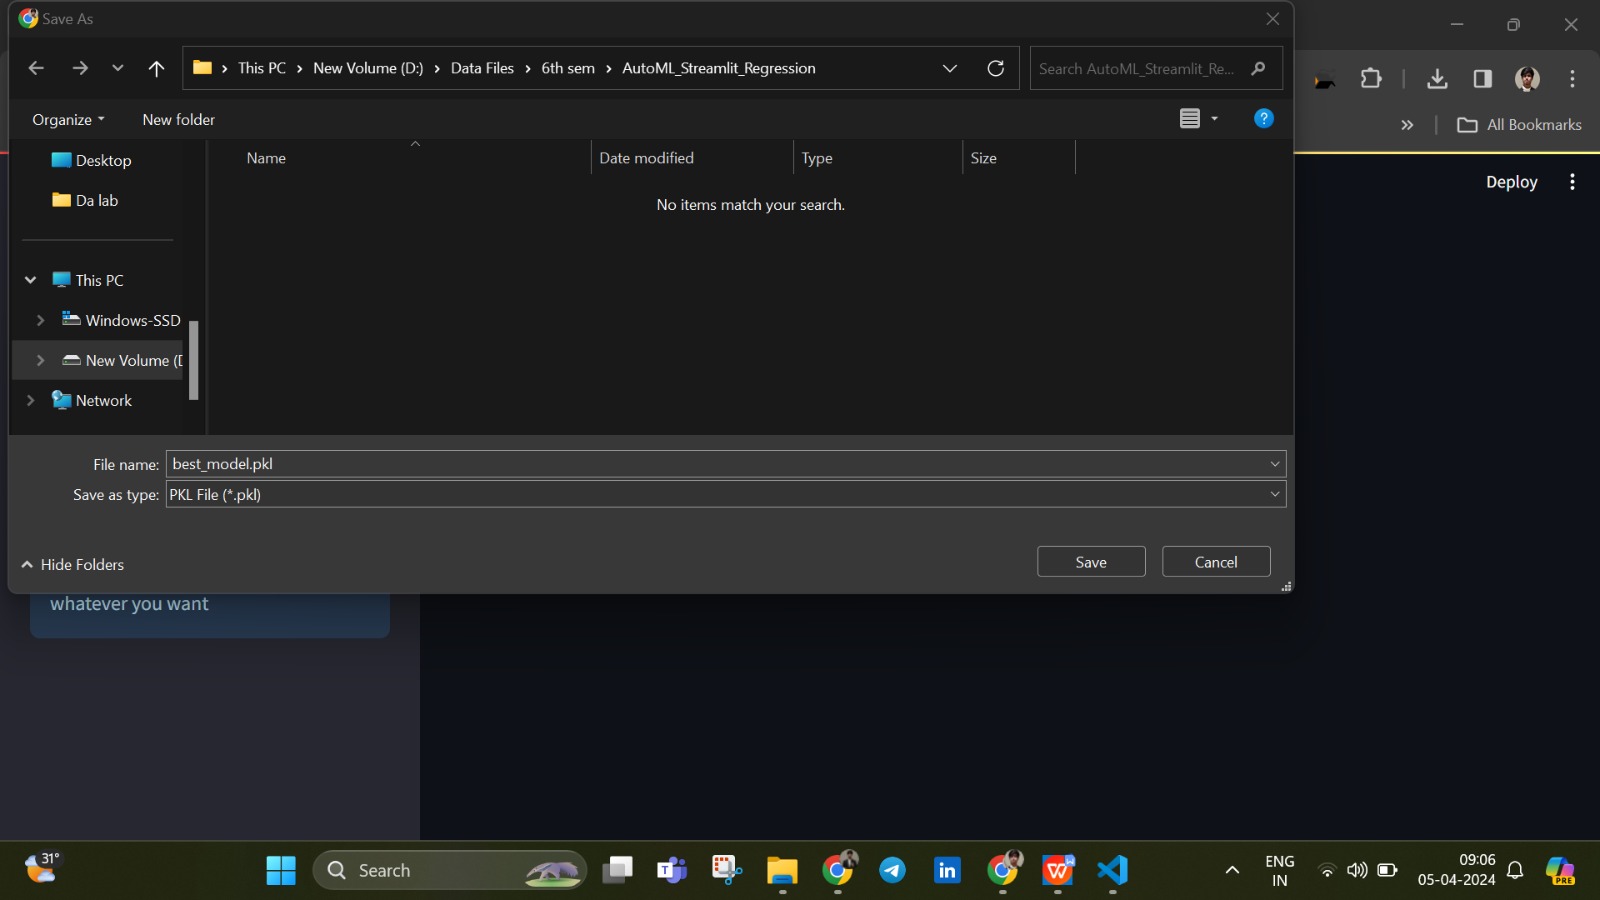 Save As
This PC › New Volume (D:) › Data Files › 6th sem › AutoML_Streamlit_Regression
Search AutoML_Streamlit_Re...
Organize
New folder
All Bookmarks
Desktop
Name
Date modified
Type
Size
Deploy
Da lab
No items match your search.
This PC
Windows-SSD
New Volume (D
Network
File name: best_model.pkl
Save as type: PKL File (*.pkl)
Hide Folders
Save
Cancel
whatever you want
31°
Search
ENG
IN
09:06
05-04-2024
PRE